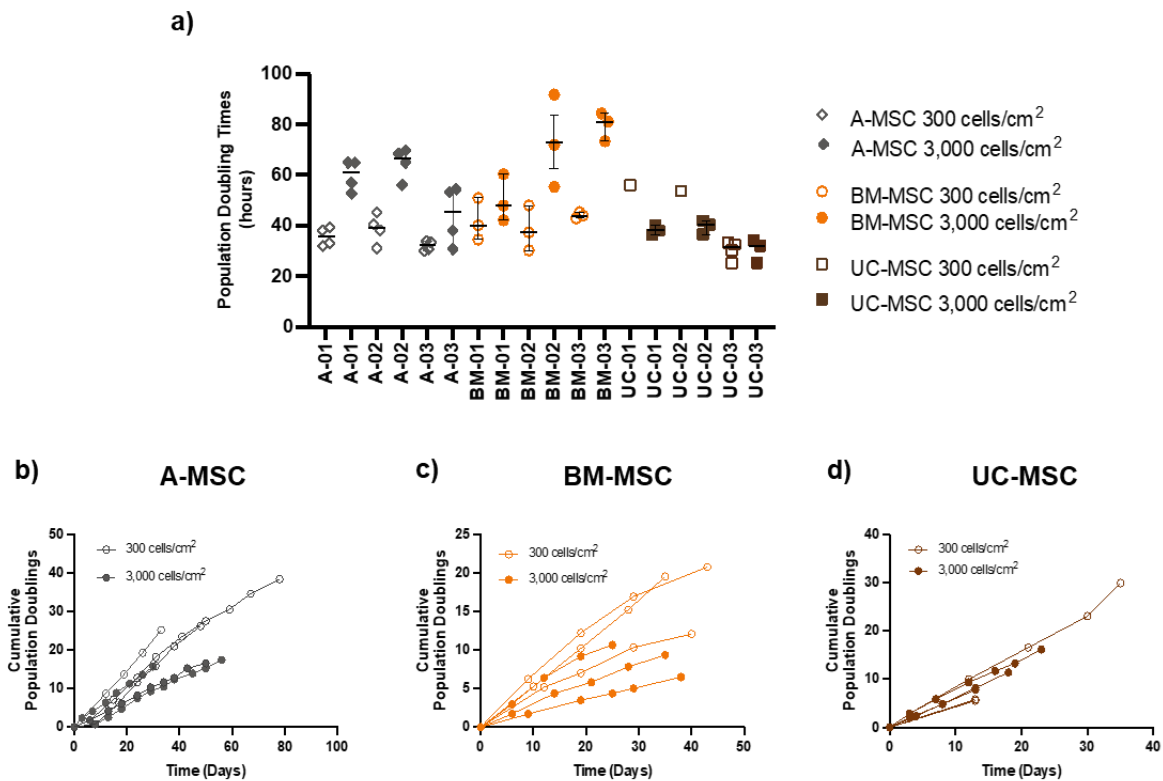 a)
Population Doubling Times
(hours)
100
80
60
40
20
0
A-01
A-01
A-02
A-02
A-03
A-03
BM-01
BM-01
BM-02
BM-02
BM-03
BM-03
UC-01
UC-01
UC-02
UC-02
UC-03
UC-03
A-MSC 300 cells/cm²
A-MSC 3,000 cells/cm²
BM-MSC 300 cells/cm²
BM-MSC 3,000 cells/cm²
UC-MSC 300 cells/cm²
UC-MSC 3,000 cells/cm²
b)
A-MSC
Cumulative
Population Doublings
50
40
30
20
10
0
300 cells/cm²
3,000 cells/cm²
0 20 40 60 80 100
Time (Days)
c)
BM-MSC
Cumulative
Population Doublings
25
20
15
10
5
0
300 cells/cm²
3,000 cells/cm²
0 10 20 30 40 50
Time (Days)
d)
UC-MSC
Cumulative
Population Doublings
40
30
20
10
0
300 cells/cm²
3,000 cells/cm²
0 10 20 30 40
Time (Days)